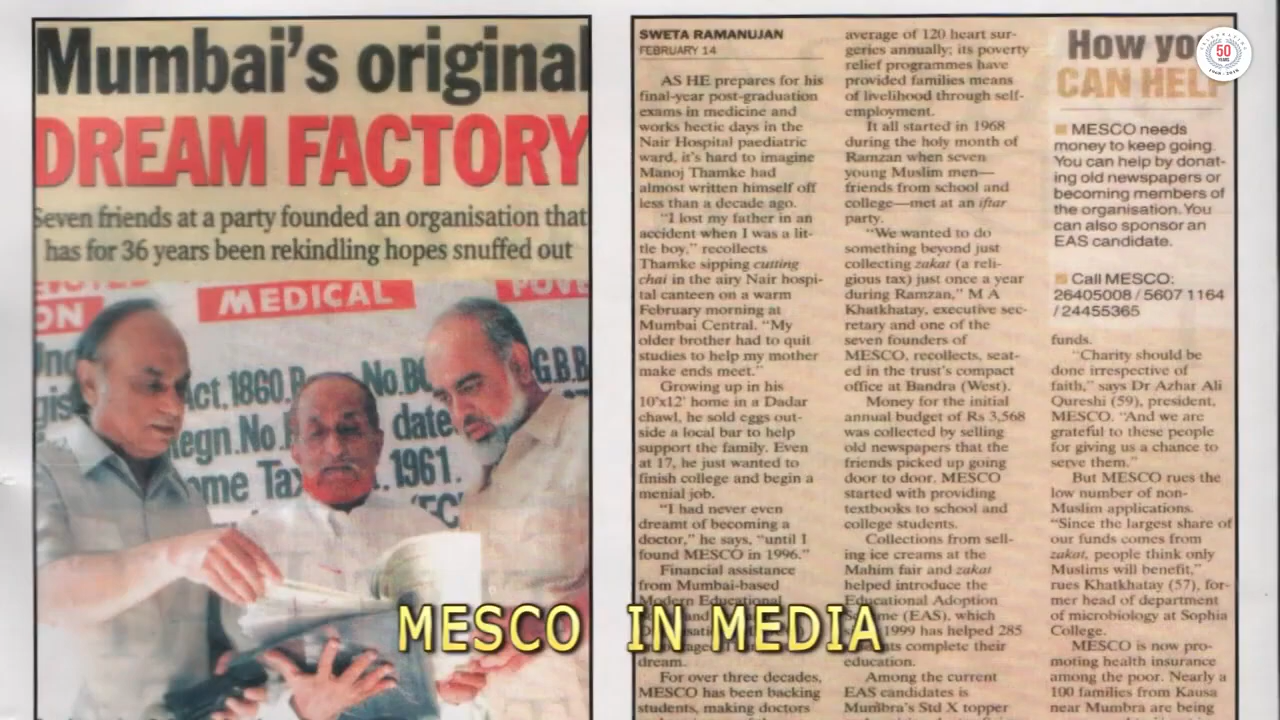 Mumbai's original
DREAM FACTORY
Seven friends at a party founded an organisation that
has for 36 years been rekindling hopes snuffed out
ON
MEDICAL
Act. 1860.
No.
G.B.B
Regn.No.
date
Tax
1961.
SWETA RAMANUJAN
FEBRUARY 14
AS HE prepares for his
final-year post-graduation
exams in medicine and
works hectic days in the
Nair Hospital paediatric
ward, it's hard to imagine
Manoj Thamke had
almost written himself off
less than a decade ago.
"I lost my father in an
accident when I was a lit-
tle boy," recollects
Thamke sipping cutting
chai in the airy Nair hospi-
tal canteen on a warm
February morning at
Mumbai Central. "My
older brother had to quit
studies to help my mother
make ends meet."
Growing up in his
10'x12' home in a Dadar
chawl, he sold eggs out-
side a local bar to help
support the family. Even
at 17, he just wanted to
finish college and begin a
menial job.
"I had never even
dreamt of becoming a
doctor," he says, "until I
found MESCO in 1996."
Financial assistance
from Mumbai-based
Modern Educational
dream.
For over three decades,
MESCO has been backing
students, making doctors
average of 120 heart sur-
geries annually; its poverty
relief programmes have
provided families means
of livelihood through self-
employment.
It all started in 1968
during the holy month of
Ramzan when seven
young Muslim men—
friends from school and
college—met at an iftar
party.
"We wanted to do
something beyond just
collecting zakat (a reli-
gious tax) just once a year
during Ramzan," M A
Khatkhatay, executive sec-
retary and one of the
seven founders of
MESCO, recollects, seat-
ed in the trust's compact
office at Bandra (West).
Money for the initial
annual budget of Rs 3,568
was collected by selling
old newspapers that the
friends picked up going
door to door. MESCO
started with providing
textbooks to school and
college students.
Collections from sell-
ing ice creams at the
Mahim fair and zakat
helped introduce the
Educational Adoption
(EAS), which
1999 has helped 285
complete their
education.
Among the current
EAS candidates is
Mumbra's Std X topper
How
CAN HELP
MESCO needs
money to keep going.
You can help by donat-
ing old newspapers or
becoming members of
the organisation. You
can also sponsor an
EAS candidate.
Call MESCO:
26405008 / 5607 1164
/ 24455365
funds.
"Charity should be
done irrespective of
faith," says Dr Azhar Ali
Qureshi (59), president,
MESCO. "And we are
grateful to these people
for giving us a chance to
serve them."
But MESCO rues the
low number of non-
Muslim applications.
"Since the largest share of
our funds comes from
zakat, people think only
Muslims will benefit,"
rues Khatkhatay (57), for-
mer head of department
of microbiology at Sophia
College.
MESCO is now pro-
moting health insurance
among the poor. Nearly a
100 families from Kausa
near Mumbra are being
50
YEARS
MESCO IN MEDIA